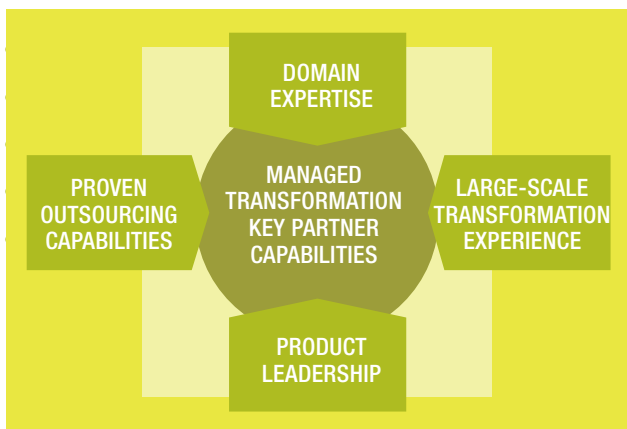 DOMAIN
EXPERTISE
PROVEN
OUTSOURCING
CAPABILITIES
MANAGED
TRANSFORMATION
KEY PARTNER
CAPABILITIES
LARGE-SCALE
TRANSFORMATION
EXPERIENCE
PRODUCT
LEADERSHIP